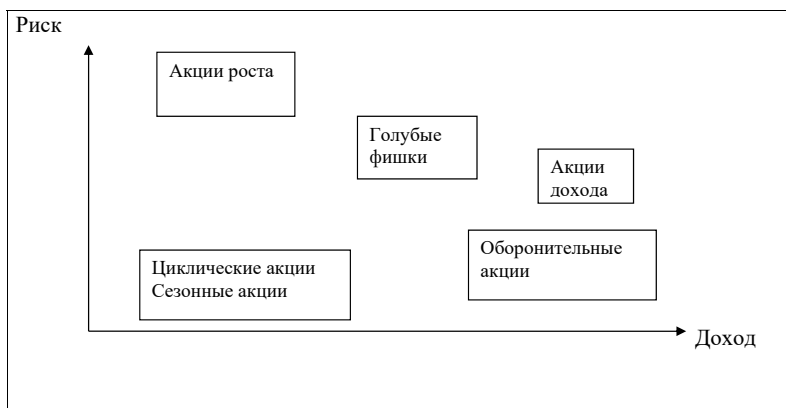 Риск
Акции роста
Голубые
фишки
Акции
дохода
Оборонительные
акции
Циклические акции
Сезонные акции
Доход